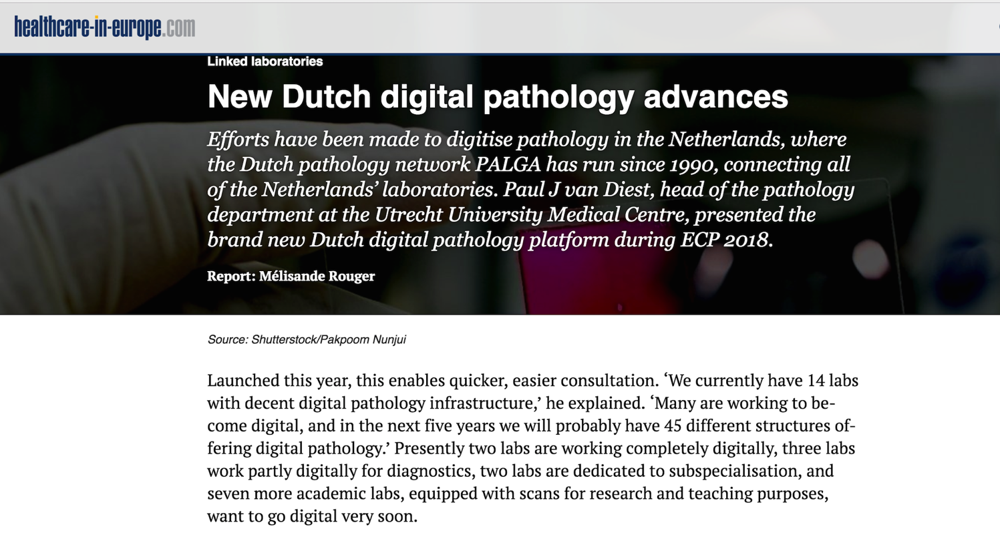 healthcare-in-europe.com
Linked laboratories
New Dutch digital pathology advances
Efforts have been made to digitise pathology in the Netherlands, where
the Dutch pathology network PALGA has run since 1990, connecting all
of the Netherlands’ laboratories. Paul J van Diest, head of the pathology
department at the Utrecht University Medical Centre, presented the
brand new Dutch digital pathology platform during ECP 2018.
Report: Mélisande Rouger
Source: Shutterstock/Pakpoom Nunjui
Launched this year, this enables quicker, easier consultation. ‘We currently have 14 labs
with decent digital pathology infrastructure,’ he explained. ‘Many are working to be-
come digital, and in the next five years we will probably have 45 different structures of-
fering digital pathology.’ Presently two labs are working completely digitally, three labs
work partly digitally for diagnostics, two labs are dedicated to subspecialisation, and
seven more academic labs, equipped with scans for research and teaching purposes,
want to go digital very soon.